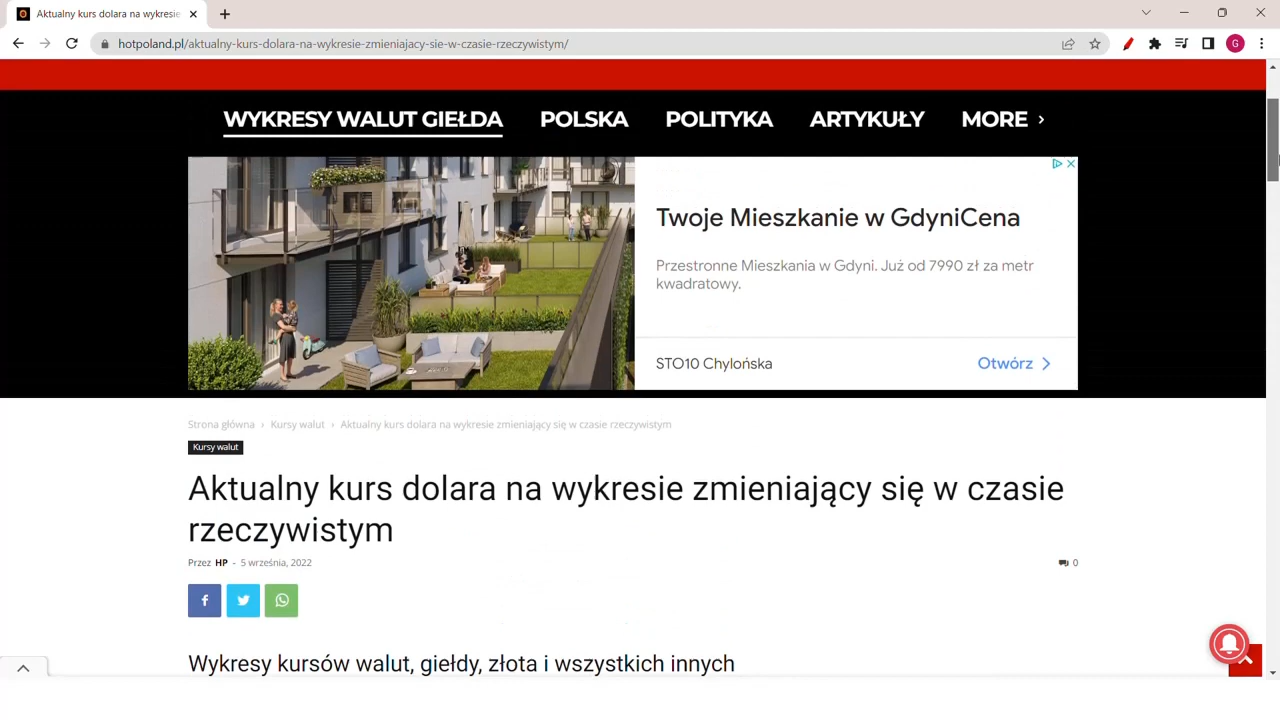 Aktualny kurs dolara na wykresie
hotpoland.pl/aktualny-kurs-dolara-na-wykresie-zmieniajacy-sie-w-czasie-rzeczywistym/
G
WYKRESY WALUT GIEŁDA POLSKA POLITYKA ARTYKUŁY MORE
Twoje Mieszkanie w GdyniCena
Przestronne Mieszkania w Gdyni. Już od 7990 zł za metr
kwadratowy.
STO10 Chylońska Otwórz
Strona główna › Kursy walut › Aktualny kurs dolara na wykresie zmieniający się w czasie rzeczywistym
Kursy walut
Aktualny kurs dolara na wykresie zmieniający się w czasie
rzeczywistym
Przez HP - 5 września, 2022 0
Wykresy kursów walut, giełdy, złota i wszystkich innych